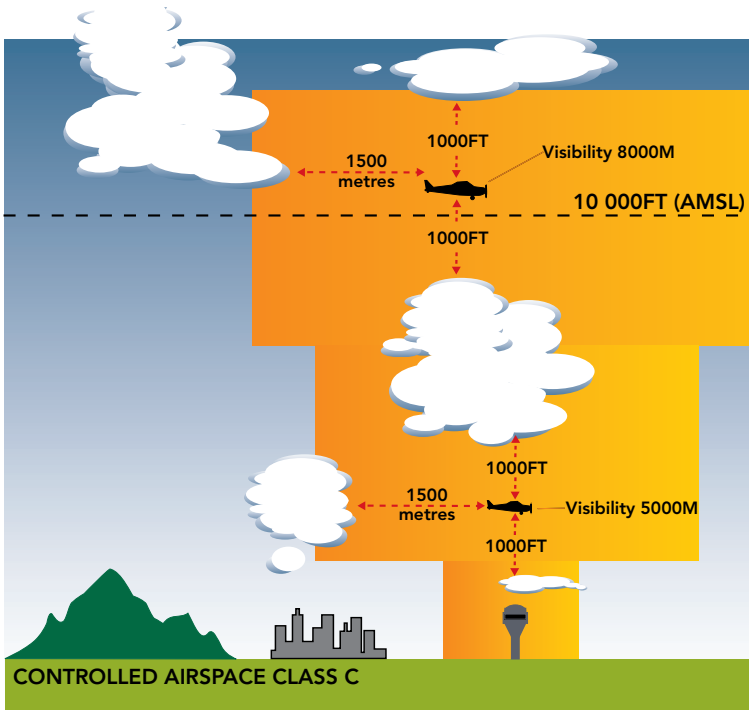 1000FT
Visibility 8000M
1500
metres
10 000FT (AMSL)
1000FT
1000FT
1500
metres
Visibility 5000M
1000FT
CONTROLLED AIRSPACE CLASS C